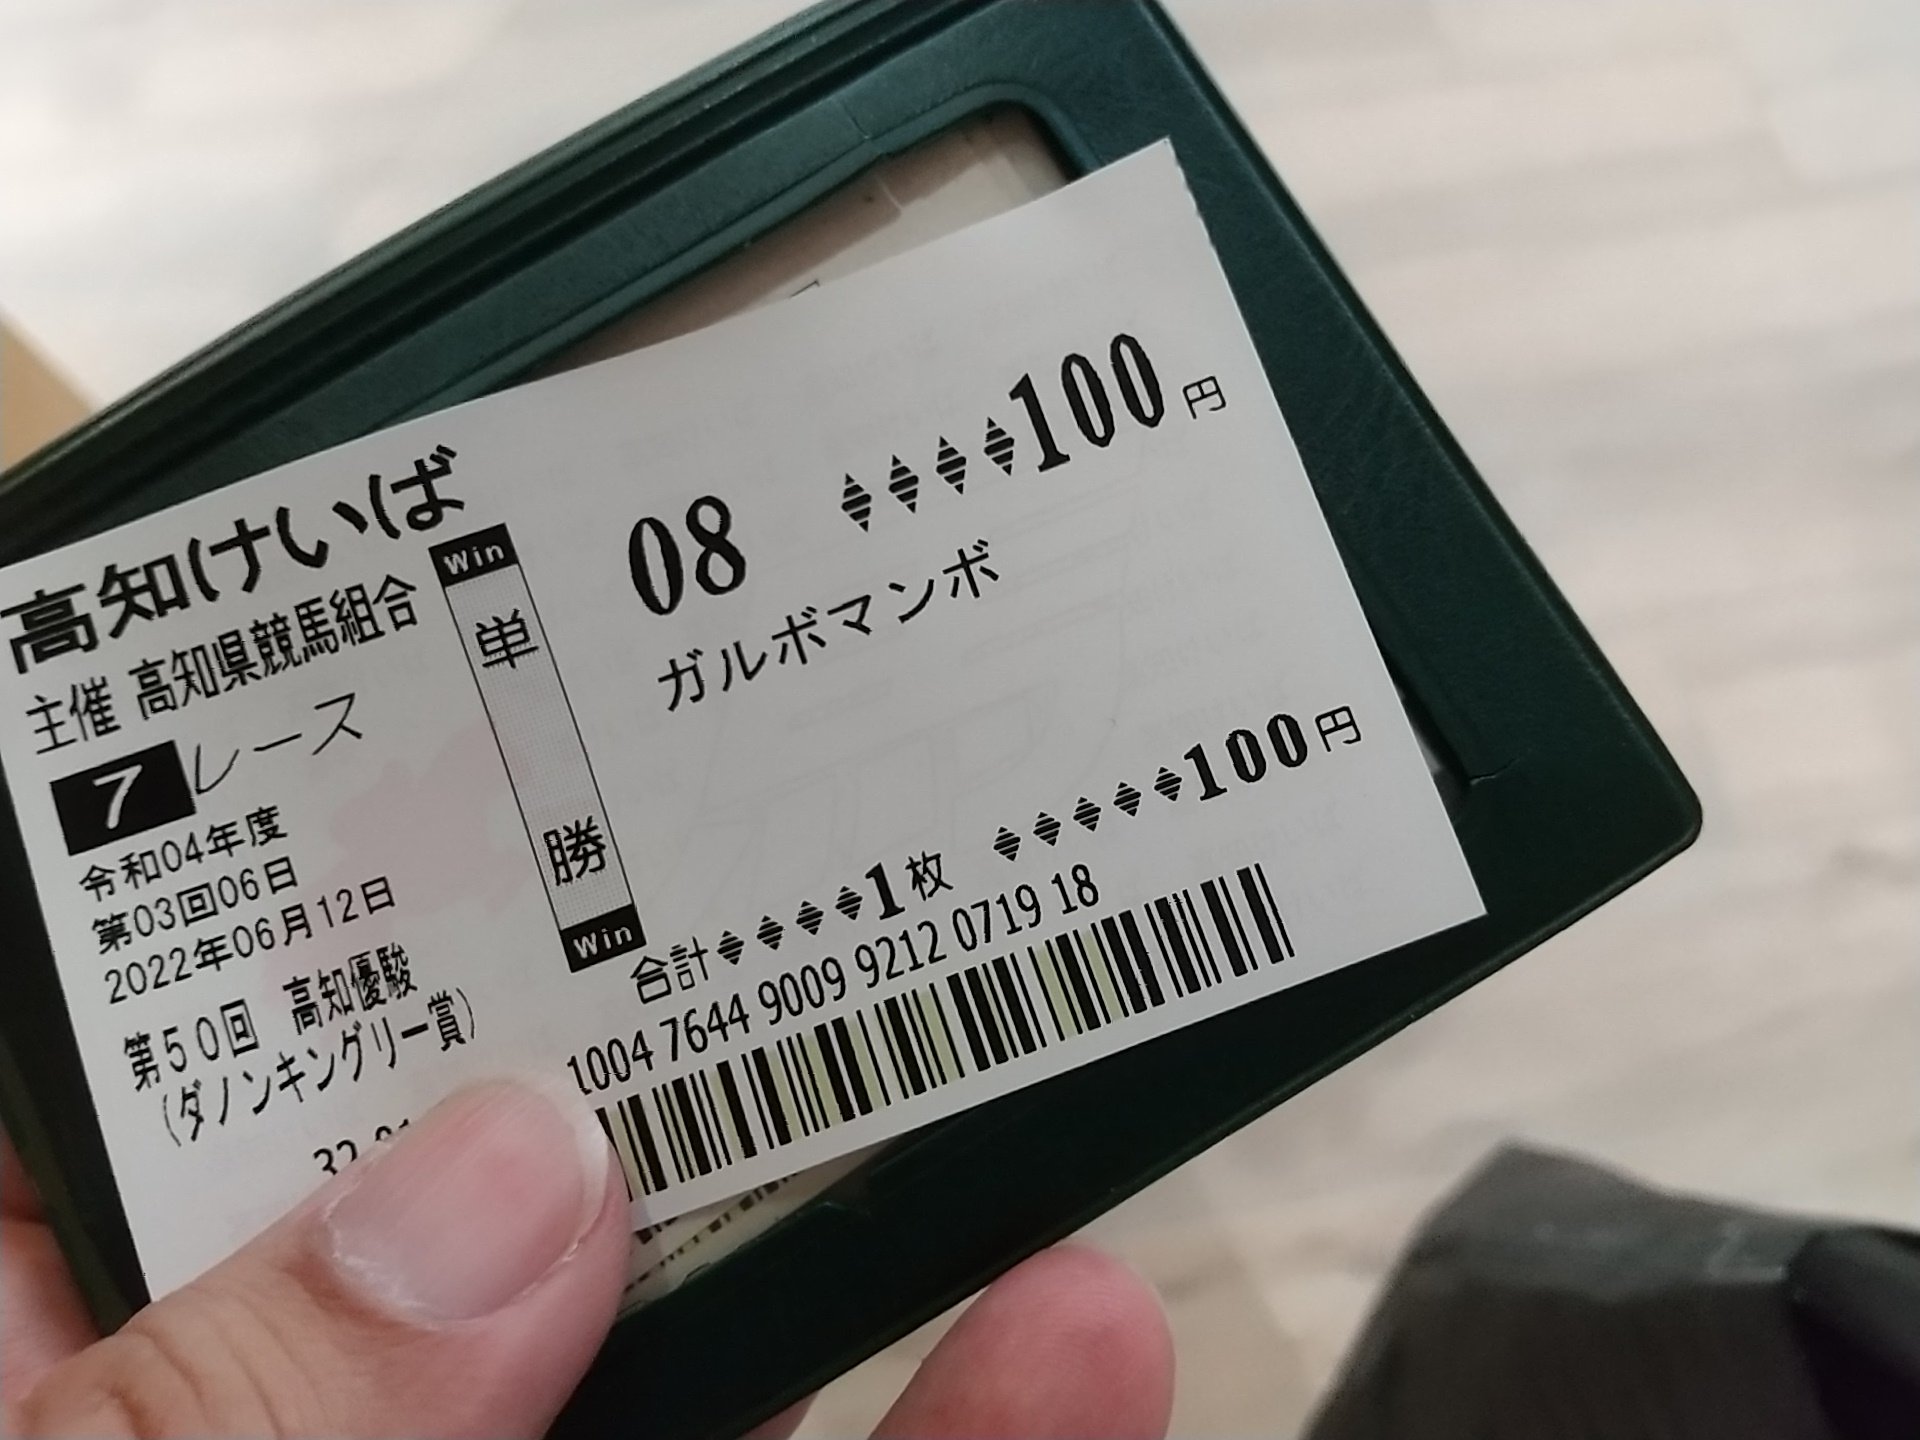 高知けいば
主催 高知県競馬組合
7レース
令和04年度
第03回06日
2022年06月12日
第50回 高知優駿
(ダノンキングリー賞)
Win
単勝
Win
08 ♦♦♦♦100円
ガルボマンボ
合計♦♦♦♦1枚 ♦♦♦♦♦100円
1004 7644 9009 9212 0719 18